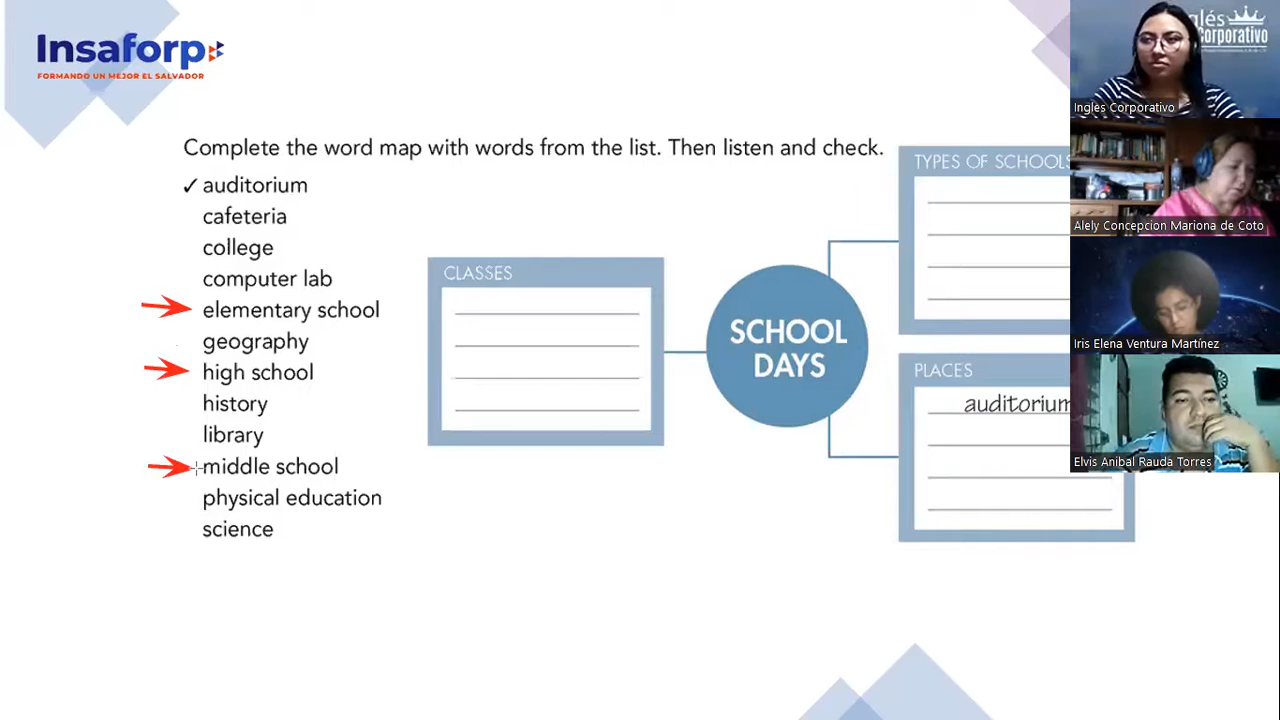 Insaforp
FORMANDO UN MEJOR EL SALVADOR
Complete the word map with words from the list. Then listen and check.
✓ auditorium
cafeteria
college
computer lab
elementary school
geography
high school
history
library
middle school
physical education
science
CLASSES
SCHOOL
DAYS
TYPES OF SCHOOLS
PLACES
auditorium
glés
Corporativo
Ingles Corporativo
Alely Concepcion Mariona de Coto
Iris Elena Ventura Martínez
Elvis Anibal Rauda Torres